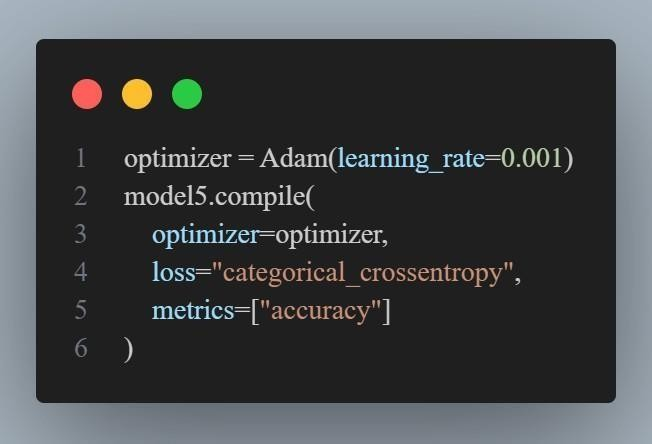 1 optimizer = Adam(learning_rate=0.001)
2 model5.compile(
3     optimizer=optimizer,
4     loss="categorical_crossentropy",
5     metrics=["accuracy"]
6 )